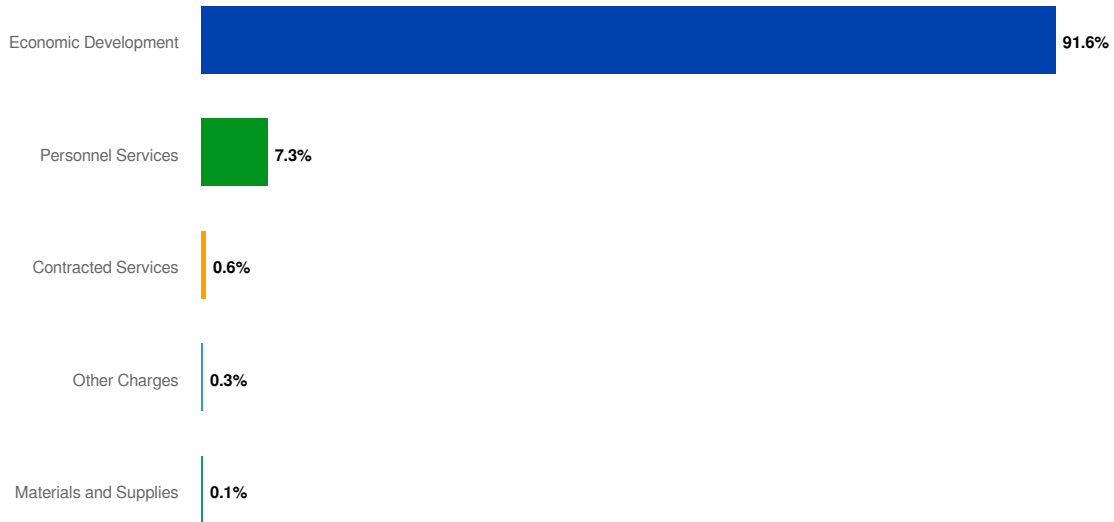 Economic Development 91.6%
Personnel Services 7.3%
Contracted Services 0.6%
Other Charges 0.3%
Materials and Supplies 0.1%